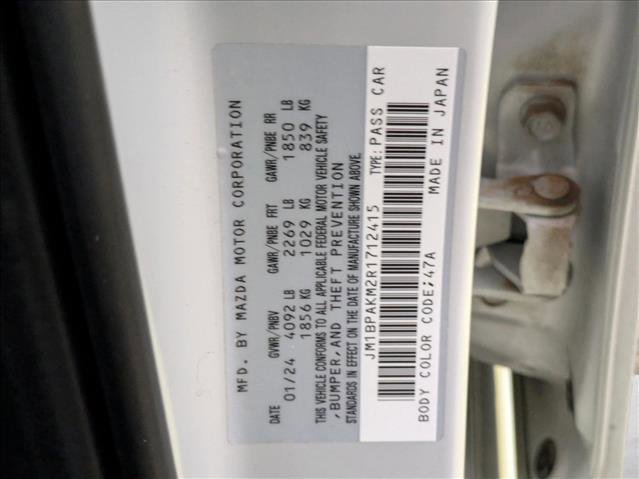 MFD. BY MAZDA MOTOR CORPORATION
DATE GVWR/PNBV GAWR/PNBE FRT GAWR/PNBE RR
01/24 4092 LB 2269 LB 1850 LB
1856 KG 1029 KG 839 KG
THIS VEHICLE CONFORMS TO ALL APPLICABLE FEDERAL MOTOR VEHICLE SAFETY
,BUMPER,AND THEFT PREVENTION
STANDARDS IN EFFECT ON THE DATE OF MANUFACTURE SHOWN ABOVE.
JM1BPAKM2R1712415 TYPE: PASS CAR
BODY COLOR CODE;47A MADE IN JAPAN